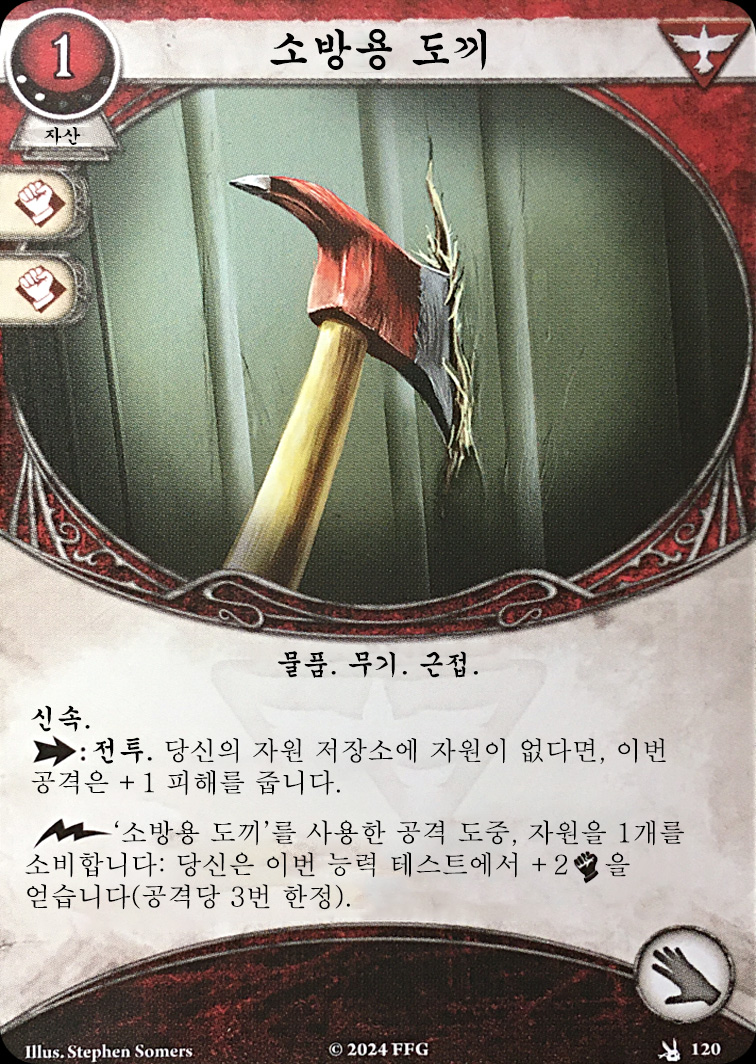 1
소방용 도끼
자산
물품. 무기. 근접.
신속.
: 전투. 당신의 자원 저장소에 자원이 없다면, 이번
공격은 +1 피해를 줍니다.
‘소방용 도끼’를 사용한 공격 도중, 자원을 1개를
소비합니다: 당신은 이번 능력 테스트에서 +2 을
얻습니다(공격당 3번 한정).
Illus. Stephen Somers
© 2024 FFG
120